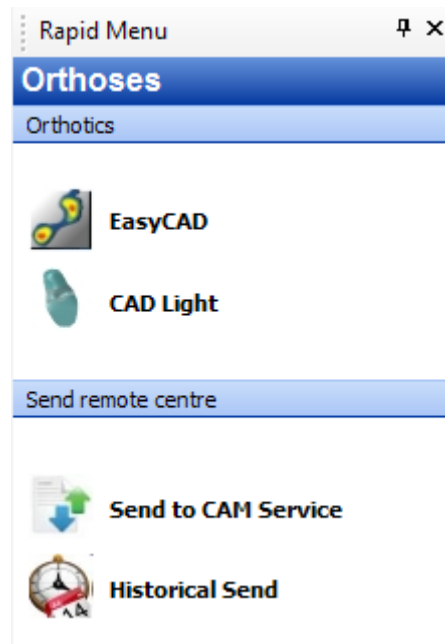 Rapid Menu
Orthoses
Orthotics
EasyCAD
CAD Light
Send remote centre
Send to CAM Service
Historical Send